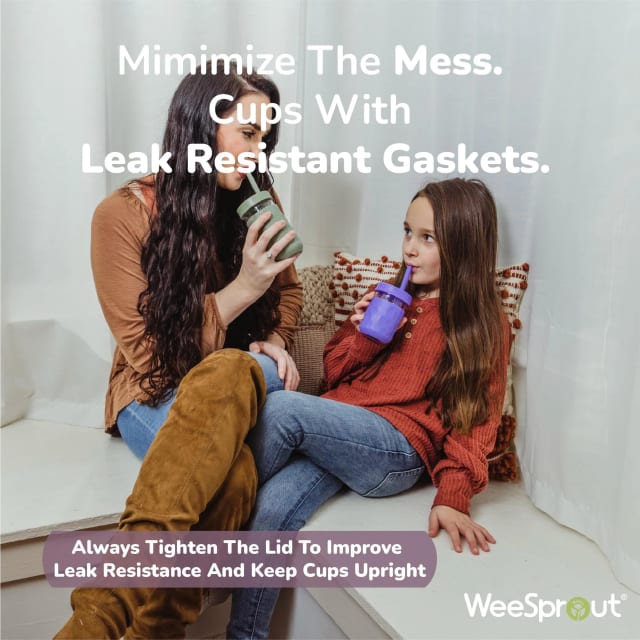 Mimimize The Mess.
Cups With
Leak Resistant Gaskets.
Always Tighten The Lid To Improve
Leak Resistance And Keep Cups Upright
WeeSprout®